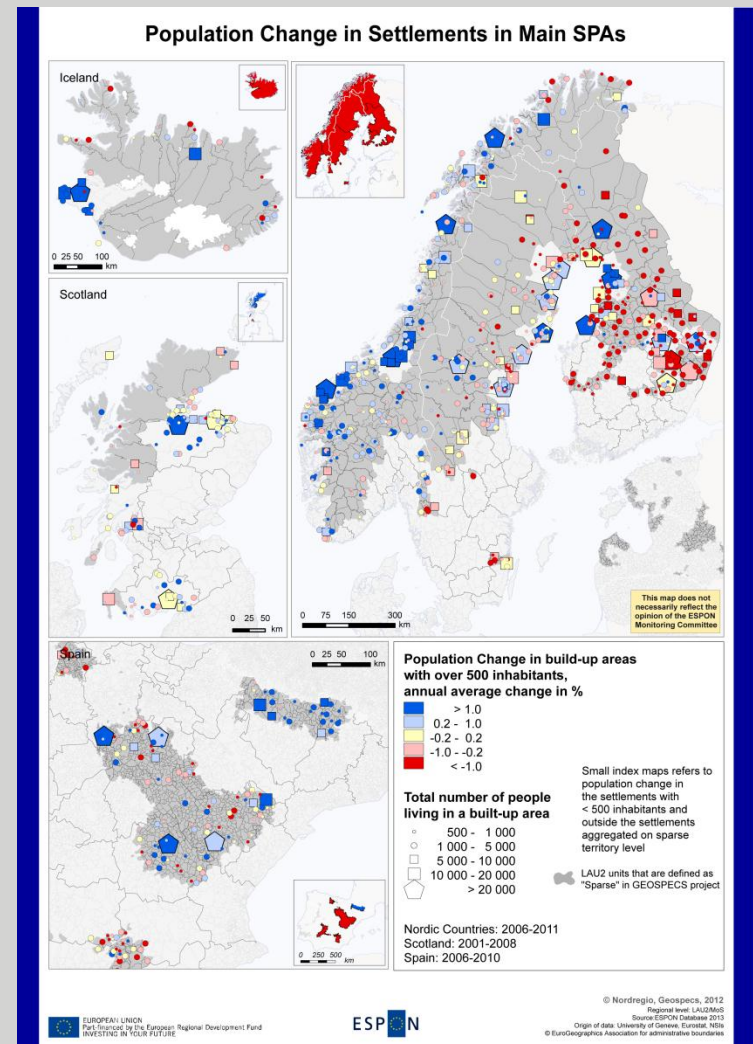 Population Change in Settlements in Main SPAs
Iceland
0 25 50 100
km
Scotland
0 25 50
km
0 75 150 300
km
This map does not
necessarily reflect the
opinion of the ESPON
Monitoring Committee
Spain
0 25 50 100
km
0 250 500
km
Population Change in build-up areas
with over 500 inhabitants,
annual average change in %
> 1.0
0.2 - 1.0
-0.2 - 0.2
-1.0 - -0.2
< -1.0
Total number of people
living in a built-up area
500 - 1 000
1 000 - 5 000
5 000 - 10 000
10 000 - 20 000
> 20 000
Small index maps refers to
population change in
the settlements with
< 500 inhabitants and
outside the settlements
aggregated on sparse
territory level
LAU2 units that are defined as
"Sparse" in GEOSPECS project
Nordic Countries: 2006-2011
Scotland: 2001-2008
Spain: 2006-2010
EUROPEAN UNION
Part-financed by the European Regional Development Fund
INVESTING IN YOUR FUTURE
ESPON
© Nordregio, Geospecs, 2012
Regional level: LAU2/MoS
Source:ESPON Database 2013
Origin of data: University of Geneve, Eurostat, NSIs
© EuroGeographics Association for administrative boundaries